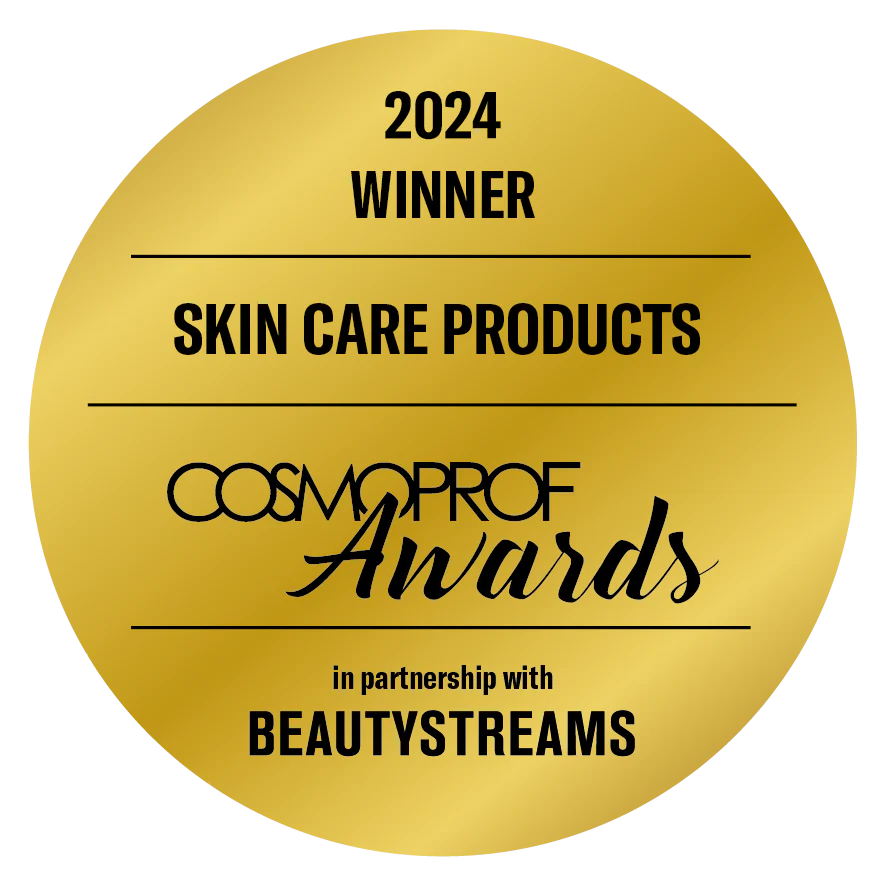 2024
WINNER
SKIN CARE PRODUCTS
COSMOPROF
Awards
in partnership with
BEAUTYSTREAMS